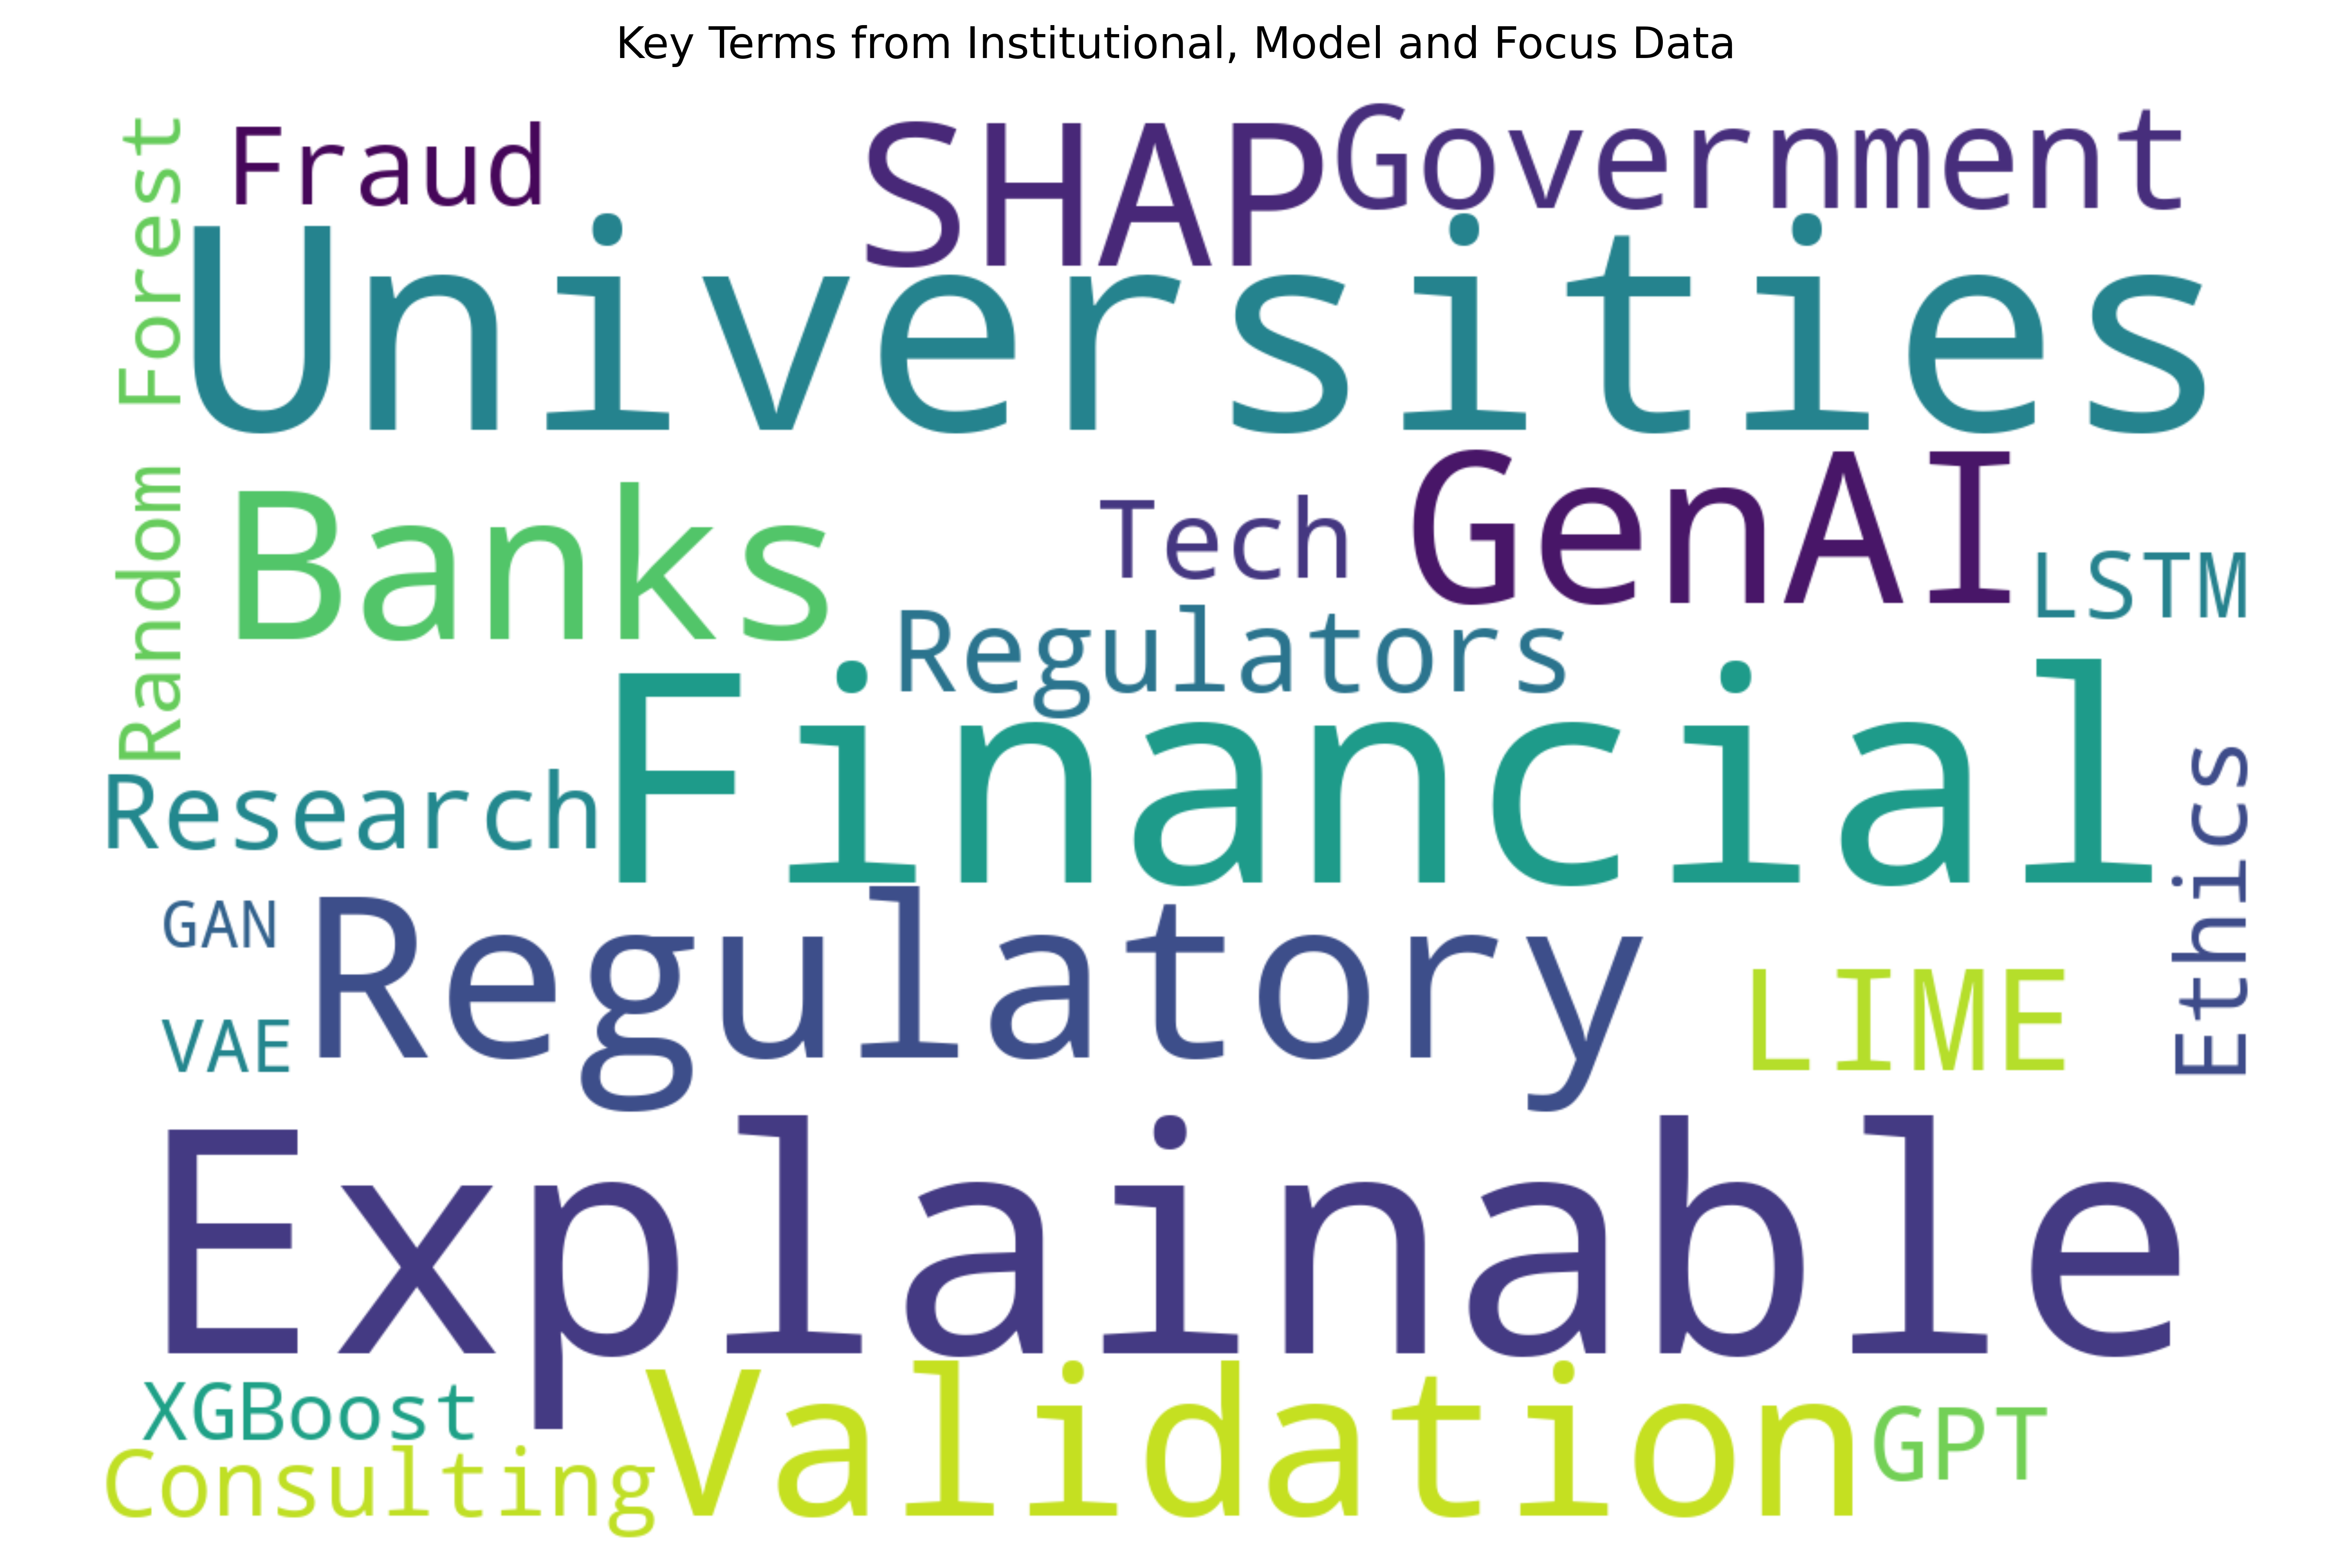 Key Terms from Institutional, Model and Focus Data
Fraud
SHAP
Government
Random Forest
Universities
Banks
Tech
GenAI
LSTM
Regulators
Financial
Research
Ethics
GAN
Regulatory
LIME
VAE
Explainable
XGBoost
Validation
GPT
Consulting